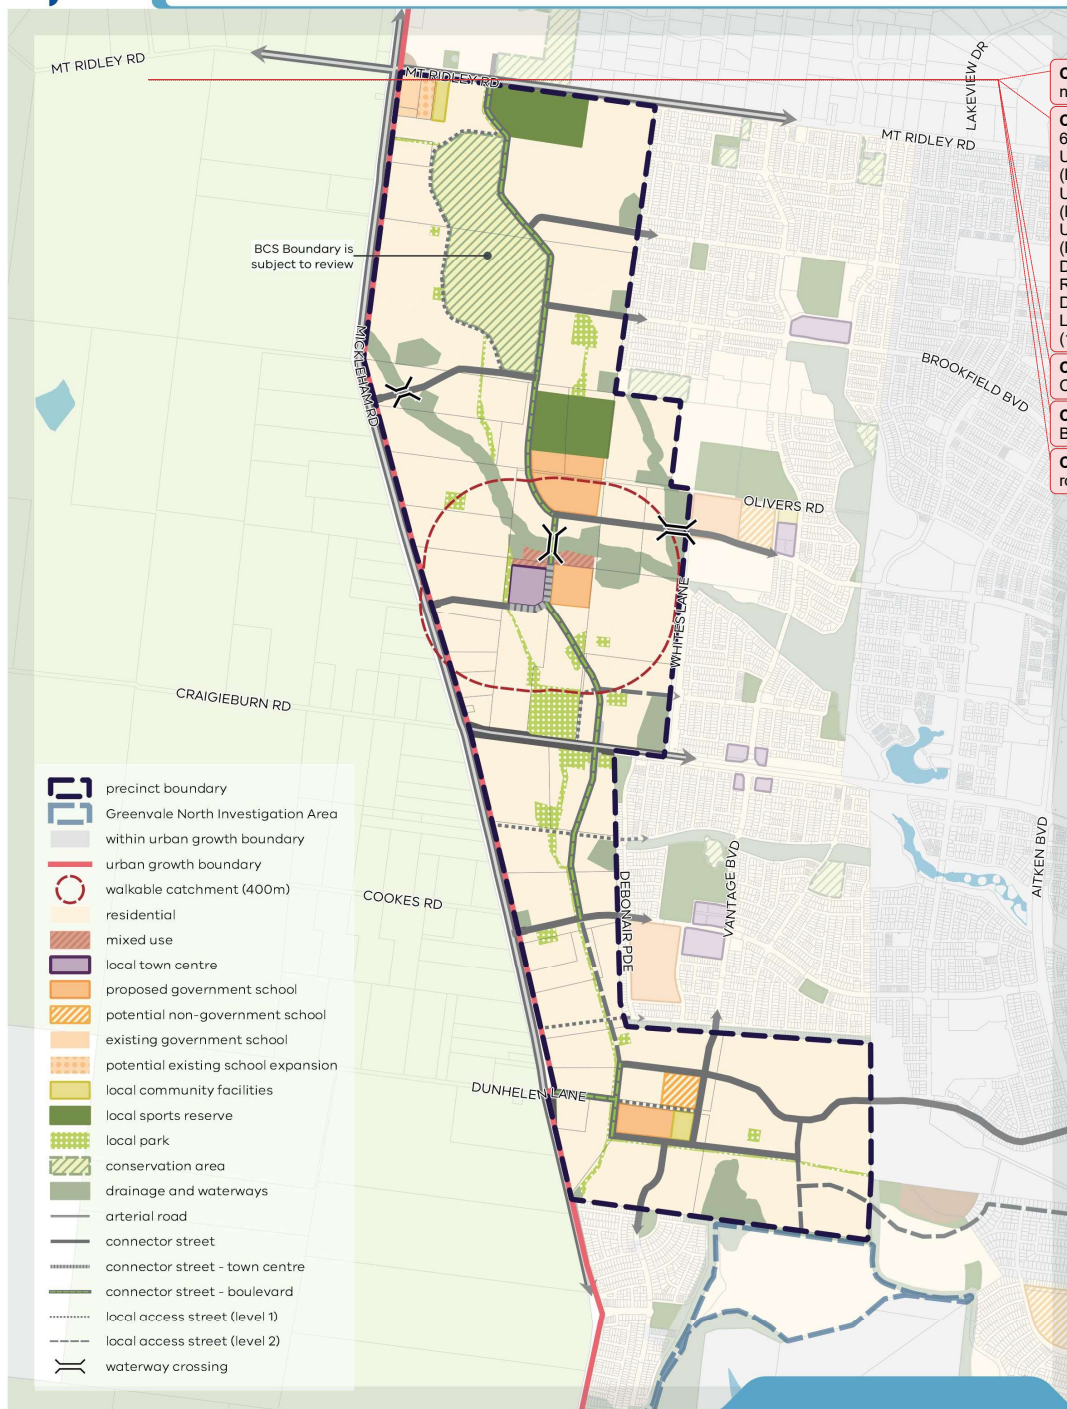 MT RIDLEY RD
MT RIDLEY RD
LAKEVIEW DR
MT RIDLEY RD
BCS Boundary is
subject to review
MICKLEHAM RD
BROOKFIELD BVD
OLIVERS RD
WHITES LANE
CRAIGIEBURN RD
AITKEN BVD
VANTAGE BVD
DEBONAIR PDE
COOKES RD
DUNHELEN LANE
precinct boundary
Greenvale North Investigation Area
within urban growth boundary
urban growth boundary
walkable catchment (400m)
residential
mixed use
local town centre
proposed government school
potential non-government school
existing government school
potential existing school expansion
local community facilities
local sports reserve
local park
conservation area
drainage and waterways
arterial road
connector street
connector street - town centre
connector street - boulevard
local access street (level 1)
local access street (level 2)
waterway crossing